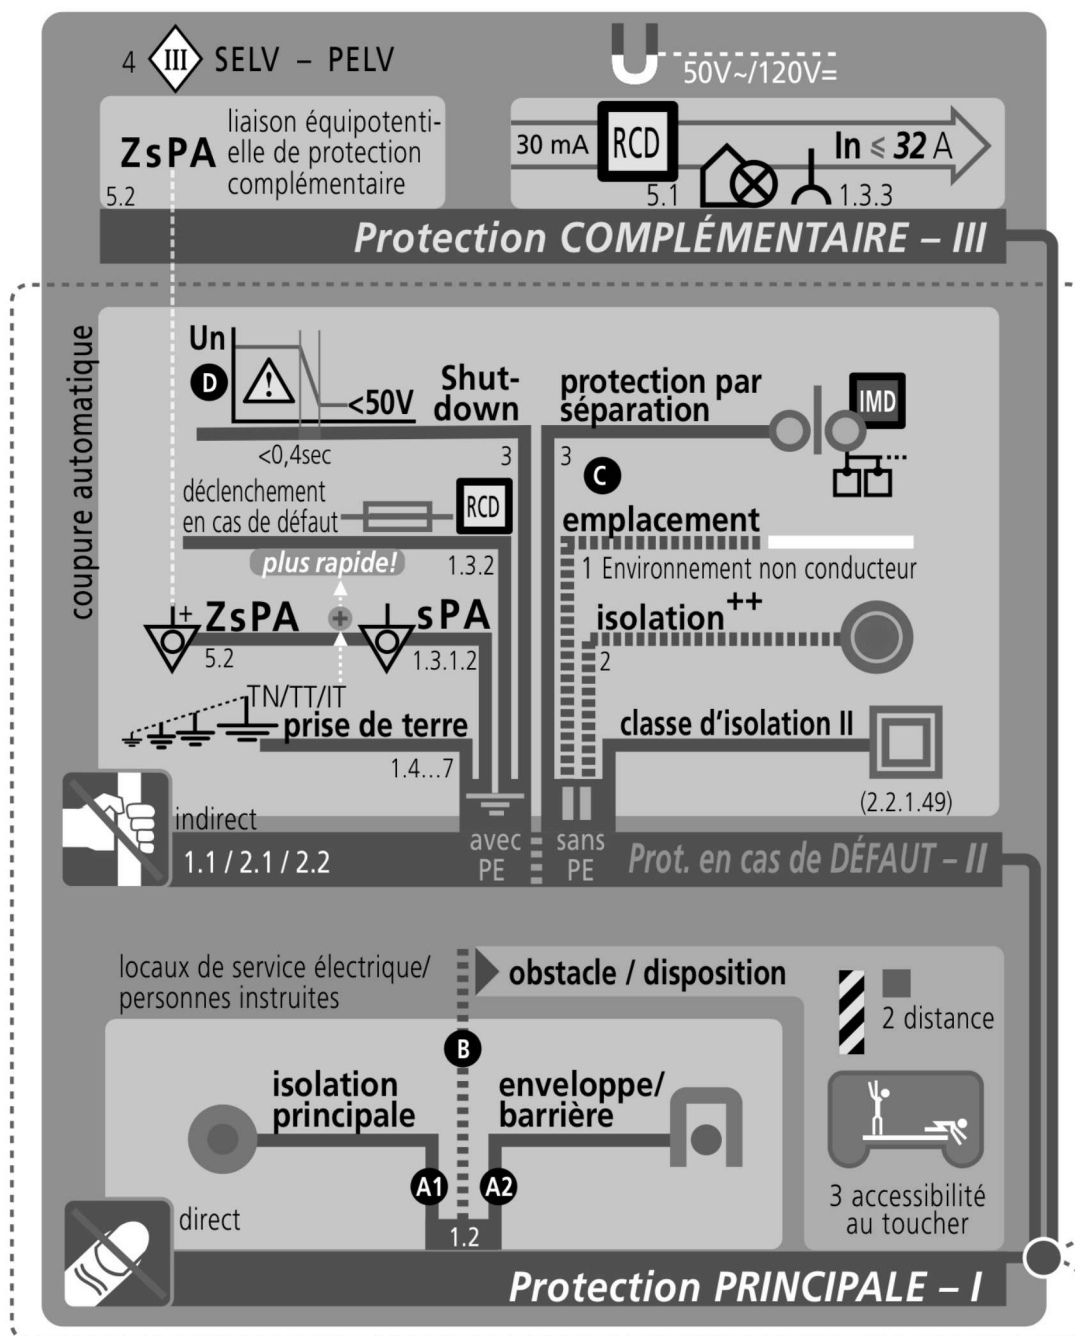 4 III SELV – PELV
50V~/120V=
ZsPA
liaison équipotenti-
elle de protection
complémentaire
5.2
30 mA RCD In ≤ 32 A
5.1
1.3.3
Protection COMPLÉMENTAIRE – III
coupure automatique
Un
D
<50V
Shut-
down
<0,4sec
3
déclenchement
en cas de défaut
RCD
plus rapide!
1.3.2
+ ZsPA
+
sPA
5.2
1.3.1.2
TN/TT/IT
prise de terre
1.4...7
protection par
séparation
IMD
3
C
emplacement
1 Environnement non conducteur
isolation++
2
classe d'isolation II
(2.2.1.49)
indirect
1.1 / 2.1 / 2.2
avec
PE
sans
PE
Prot. en cas de DÉFAUT – II
locaux de service électrique/
personnes instruites
obstacle / disposition
2 distance
B
isolation
principale
enveloppe/
barrière
A1
A2
1.2
3 accessibilité
au toucher
direct
Protection PRINCIPALE – I